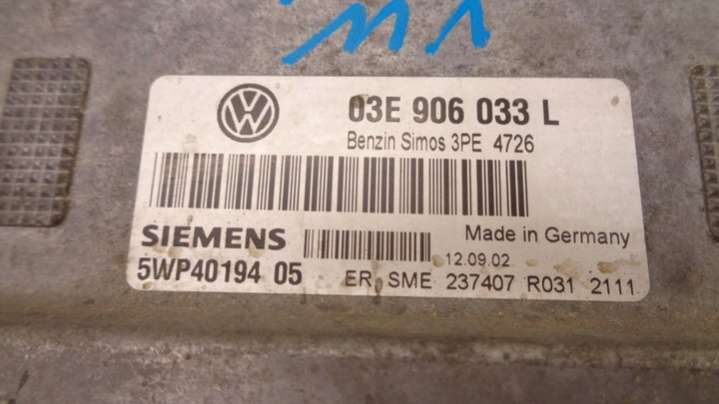 VW
03E 906 033 L
Benzin Simos 3PE 4726
SIEMENS
Made in Germany
12.09.02
5WP40194 05
ER. SME 237407 R031 2111